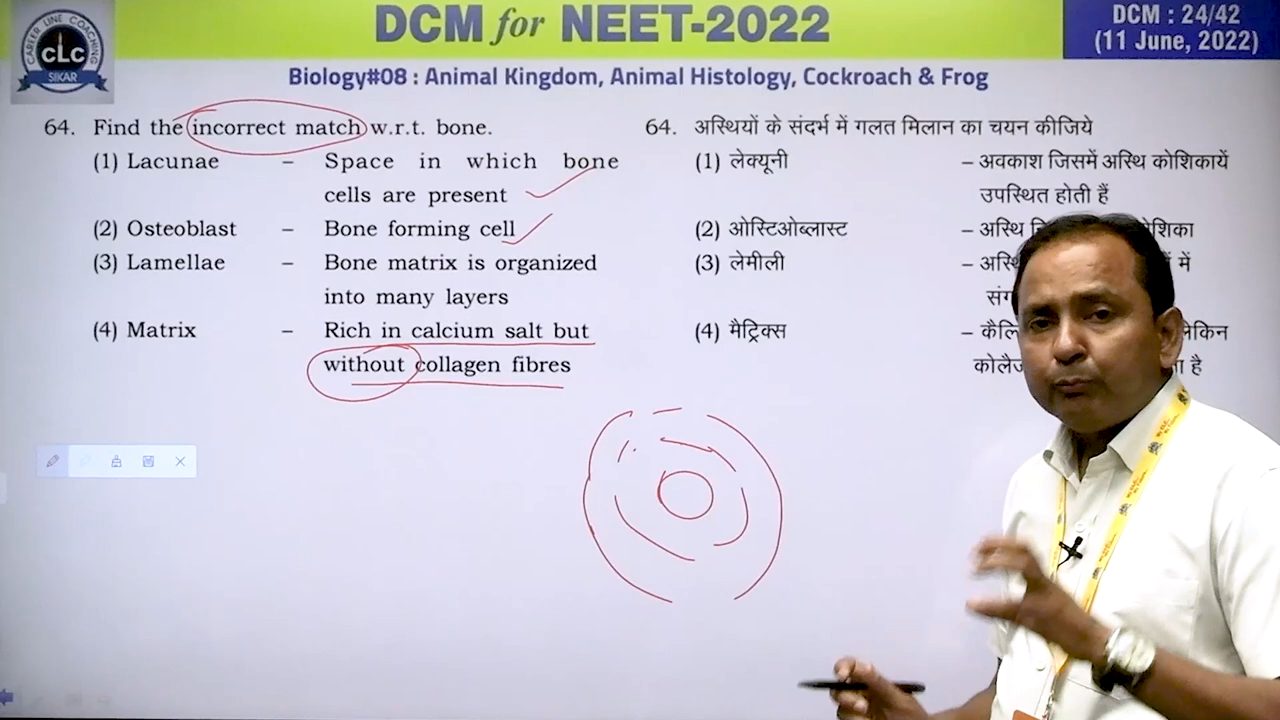 DCM for NEET-2022
DCM : 24/42
(11 June, 2022)
CAREER LINE COACHING
CLC
SIKAR
Biology#08 : Animal Kingdom, Animal Histology, Cockroach & Frog
64. Find the incorrect match w.r.t. bone.
(1) Lacunae – Space in which bone
cells are present
(2) Osteoblast – Bone forming cell
(3) Lamellae – Bone matrix is organized
into many layers
(4) Matrix – Rich in calcium salt but
without collagen fibres
64. अस्थियों के संदर्भ में गलत मिलान का चयन कीजिये
(1) लेक्यूनी – अवकाश जिसमें अस्थि कोशिकायें
उपस्थित होती हैं
(2) ओस्टिओब्लास्ट – अस्थि
(3) लेमीली – में
(4) मैट्रिक्स – लेकिन
है